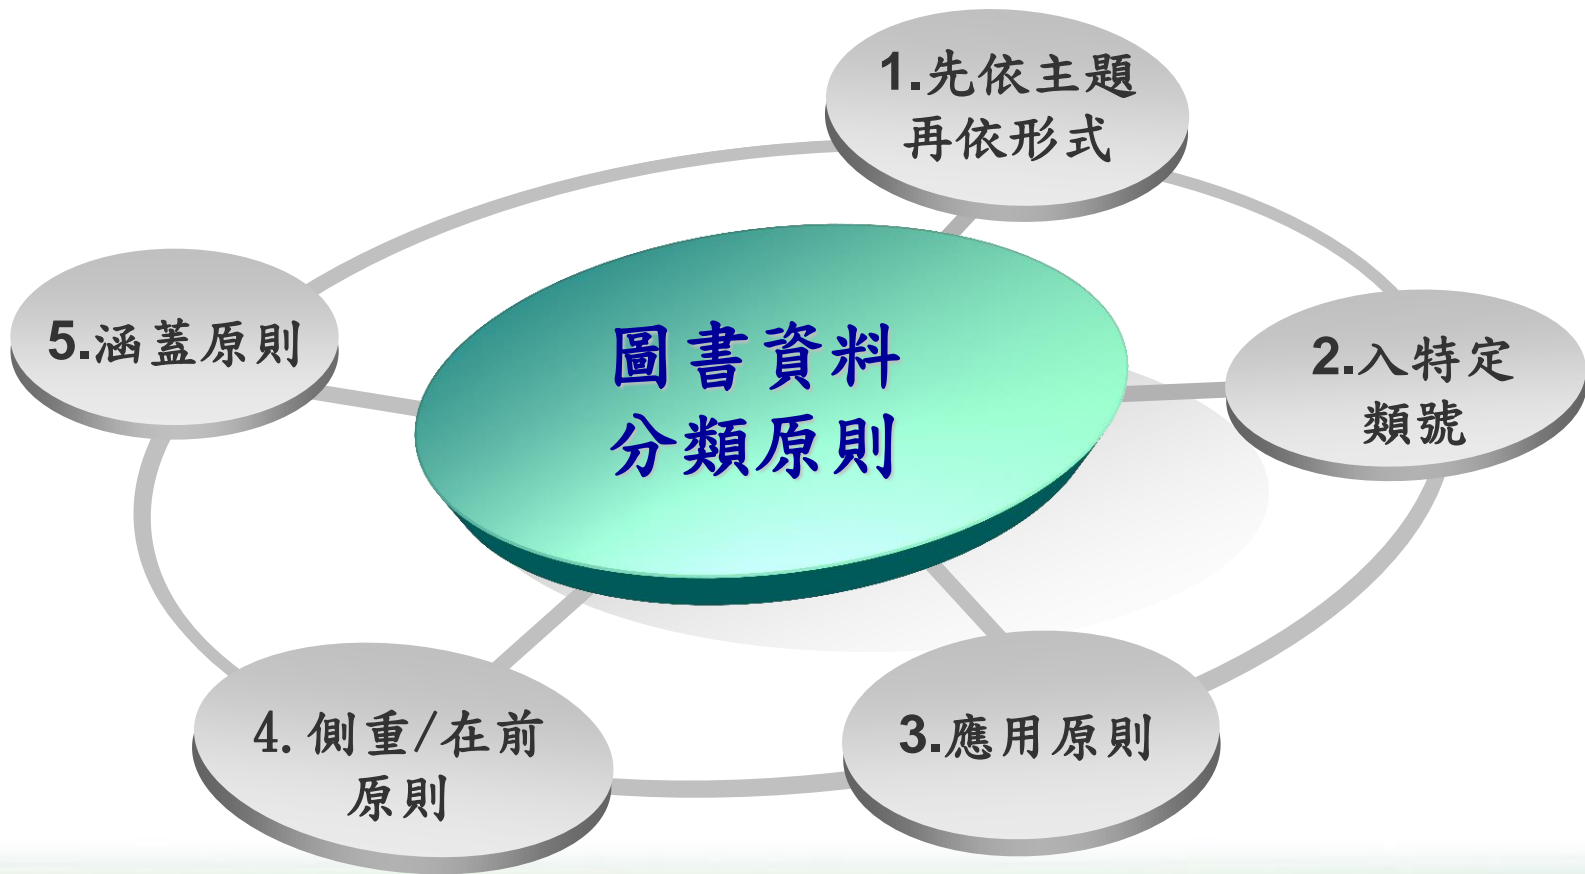 圖書資料
分類原則
1.先依主題
再依形式
2.入特定
類號
3.應用原則
4.側重/在前
原則
5.涵蓋原則